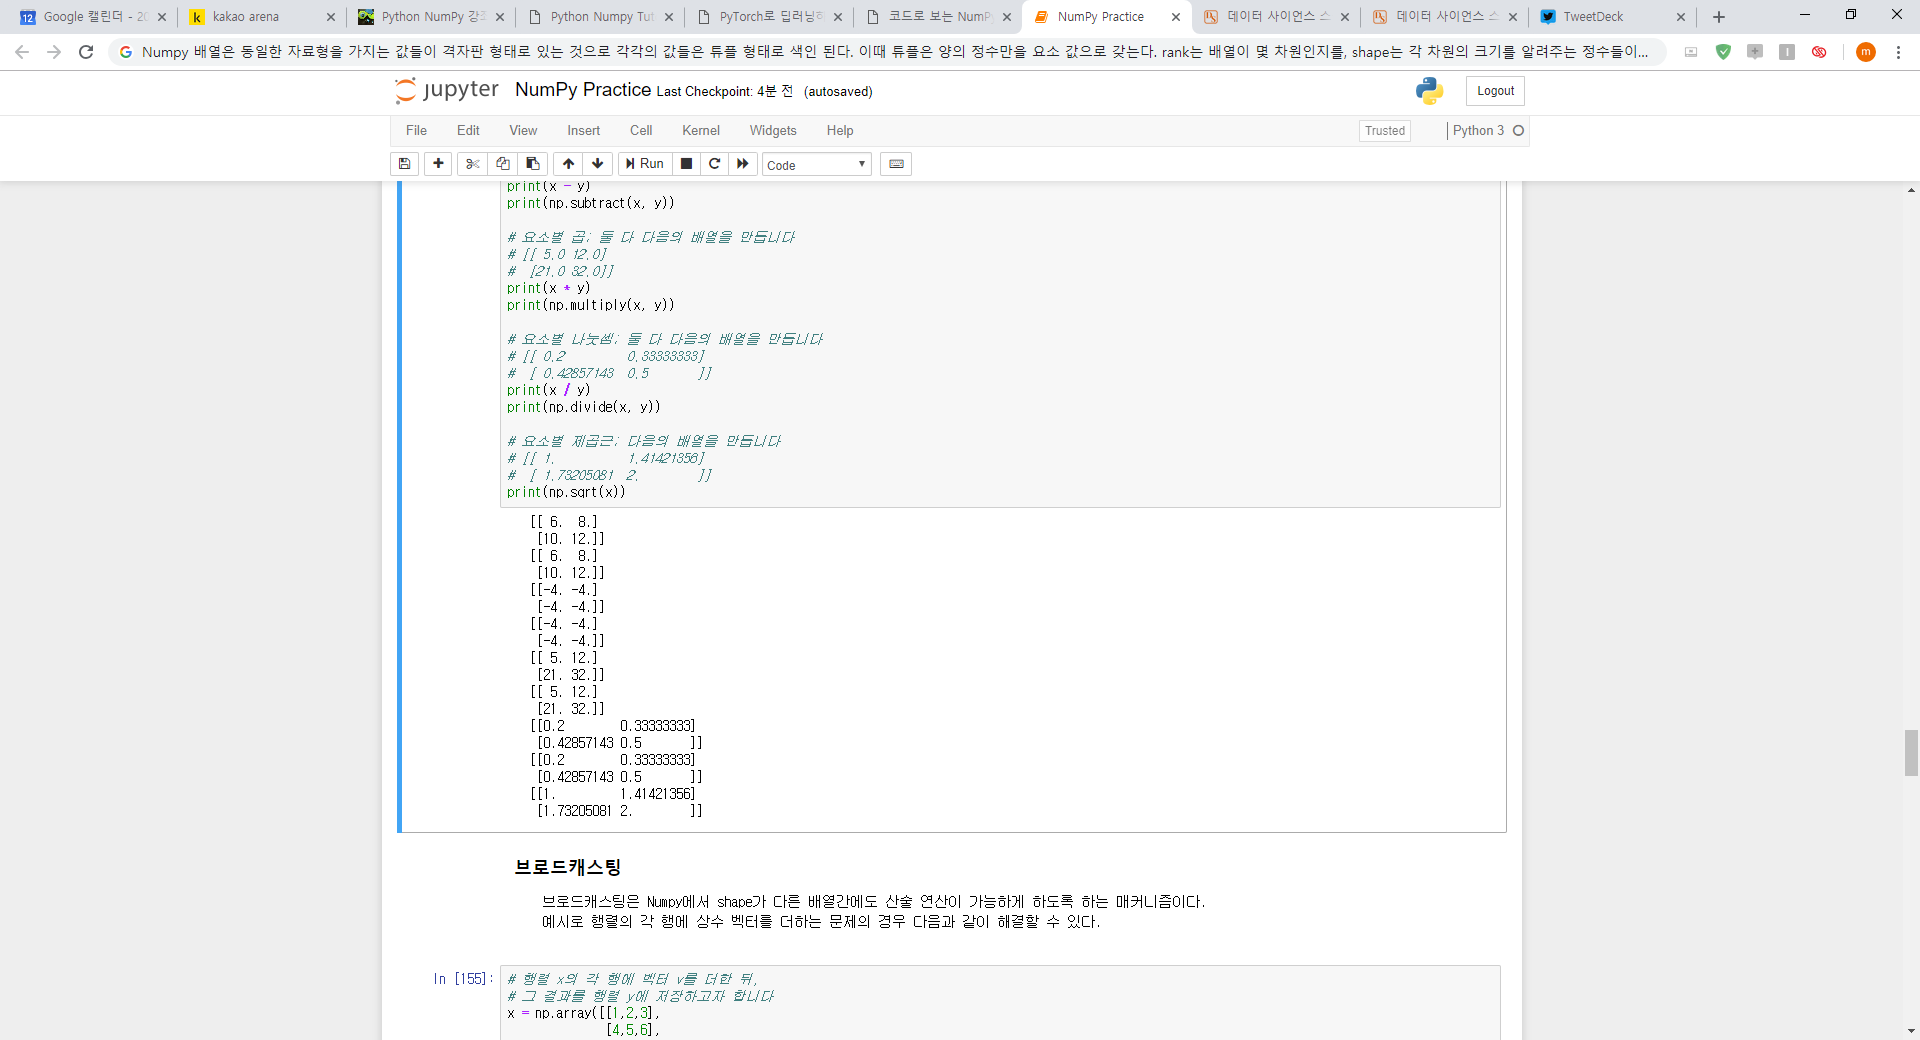 Google 캘린더 - 20
kakao arena
Python NumPy 강좌
Python Numpy Tut
PyTorch로 딥러닝하
코드로 보는 NumPy
NumPy Practice
데이터 사이언스 스
데이터 사이언스 스
TweetDeck
Numpy 배열은 동일한 자료형을 가지는 값들이 격자판 형태로 있는 것으로 각각의 값들은 튜플 형태로 색인 된다. 이때 튜플은 양의 정수만을 요소 값으로 갖는다. rank는 배열이 몇 차원인지를, shape는 각 차원의 크기를 알려주는 정수들이...
m
jupyter NumPy Practice Last Checkpoint: 4분 전 (autosaved)
Logout
File Edit View Insert Cell Kernel Widgets Help
Trusted
Python 3
Run
Code
print(x - y)
print(np.subtract(x, y))
# 요소별 곱; 둘 다 다음의 배열을 만듭니다
# [[ 5.0 12.0]
#  [21.0 32.0]]
print(x * y)
print(np.multiply(x, y))
# 요소별 나눗셈; 둘 다 다음의 배열을 만듭니다
# [[ 0.2         0.33333333]
#  [ 0.42857143  0.5       ]]
print(x / y)
print(np.divide(x, y))
# 요소별 제곱근; 다음의 배열을 만듭니다
# [[ 1.          1.41421356]
#  [ 1.73205081  2.        ]]
print(np.sqrt(x))
[[ 6.  8.]
 [10. 12.]]
[[ 6.  8.]
 [10. 12.]]
[[-4. -4.]
 [-4. -4.]]
[[-4. -4.]
 [-4. -4.]]
[[ 5. 12.]
 [21. 32.]]
[[ 5. 12.]
 [21. 32.]]
[[0.2        0.33333333]
 [0.42857143 0.5       ]]
[[0.2        0.33333333]
 [0.42857143 0.5       ]]
[[1.         1.41421356]
 [1.73205081 2.        ]]
브로드캐스팅
브로드캐스팅은 Numpy에서 shape가 다른 배열간에도 산술 연산이 가능하게 하도록 하는 매커니즘이다.
예시로 행렬의 각 행에 상수 벡터를 더하는 문제의 경우 다음과 같이 해결할 수 있다.
In [155]:
# 행렬 x의 각 행에 벡터 v를 더한 뒤,
# 그 결과를 행렬 y에 저장하고자 합니다
x = np.array([[1,2,3],
              [4,5,6],